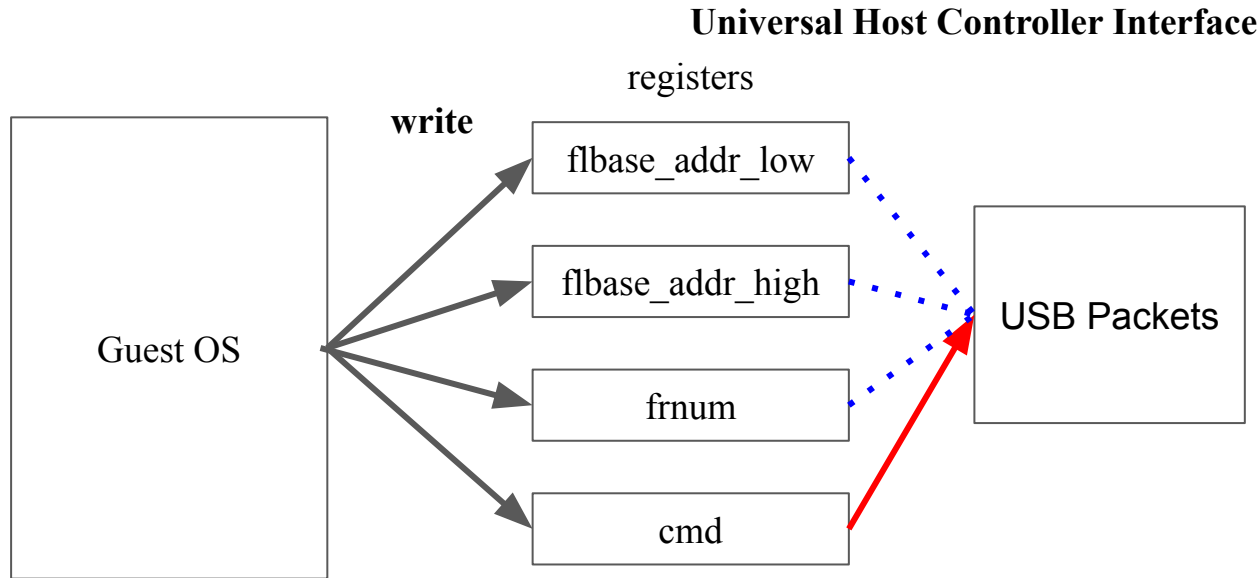 Universal Host Controller Interface
registers
write
flbase_addr_low
flbase_addr_high
USB Packets
Guest OS
frnum
cmd